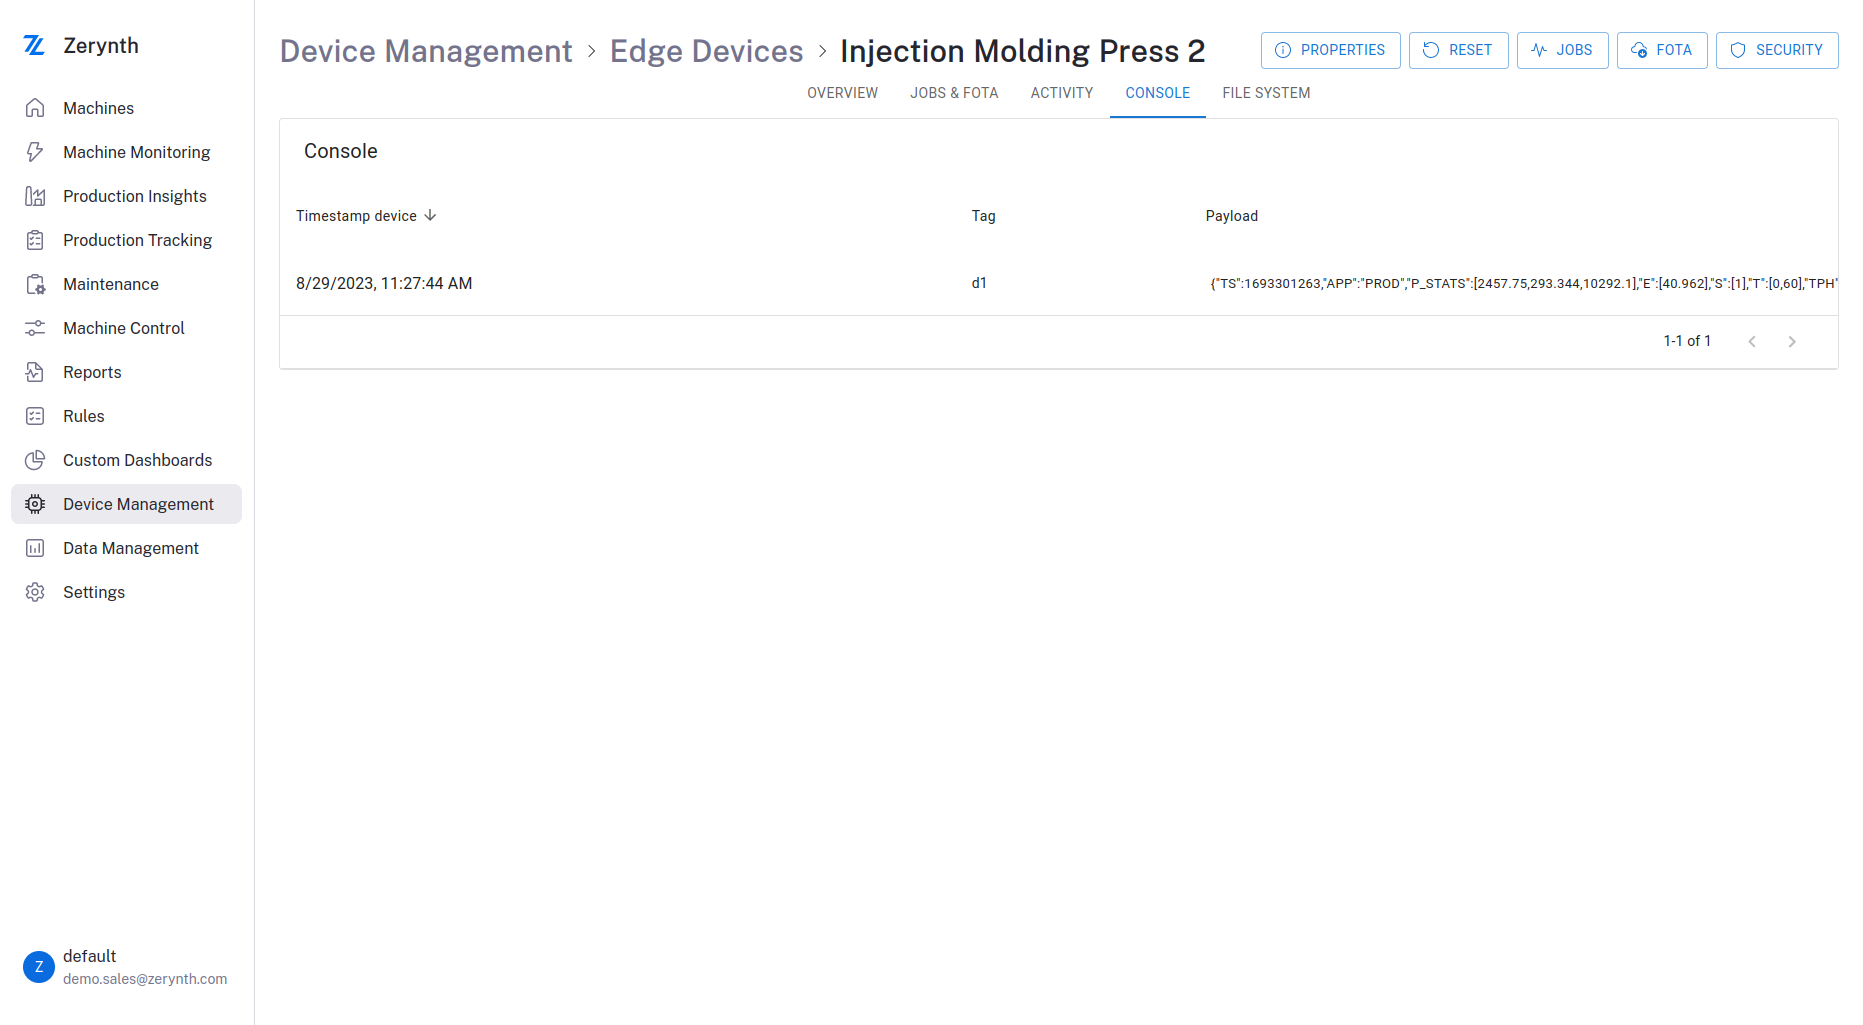 Zerynth
Machines
Machine Monitoring
Production Insights
Production Tracking
Maintenance
Machine Control
Reports
Rules
Custom Dashboards
Device Management
Data Management
Settings
Z
default
demo.sales@zerynth.com
Device Management > Edge Devices > Injection Molding Press 2
PROPERTIES RESET JOBS FOTA SECURITY
OVERVIEW JOBS & FOTA ACTIVITY CONSOLE FILE SYSTEM
Console
Timestamp device Tag Payload
8/29/2023, 11:27:44 AM d1 {"TS":1693301263,"APP":"PROD","P_STATS":[2457.75,293.344,10292.1],"E":[40.962],"S":[1],"T":[0,60],"TPH"
1-1 of 1